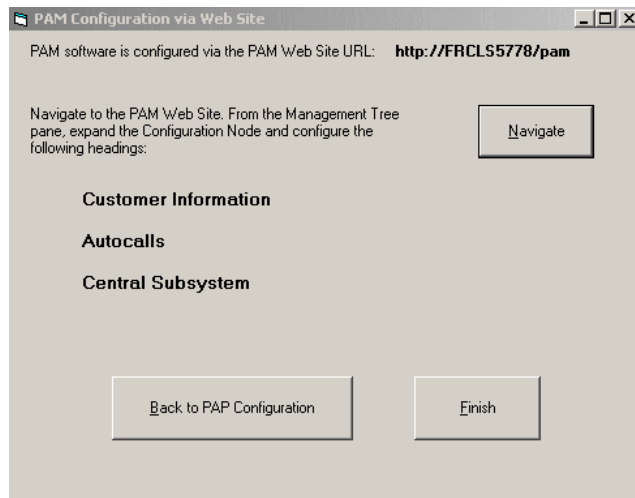 PAM Configuration via Web Site
PAM software is configured via the PAM Web Site URL: http://FRCLS5778/pam
Navigate to the PAM Web Site. From the Management Tree
pane, expand the Configuration Node and configure the
following headings:
Navigate
Customer Information
Autocalls
Central Subsystem
Back to PAP Configuration
Finish